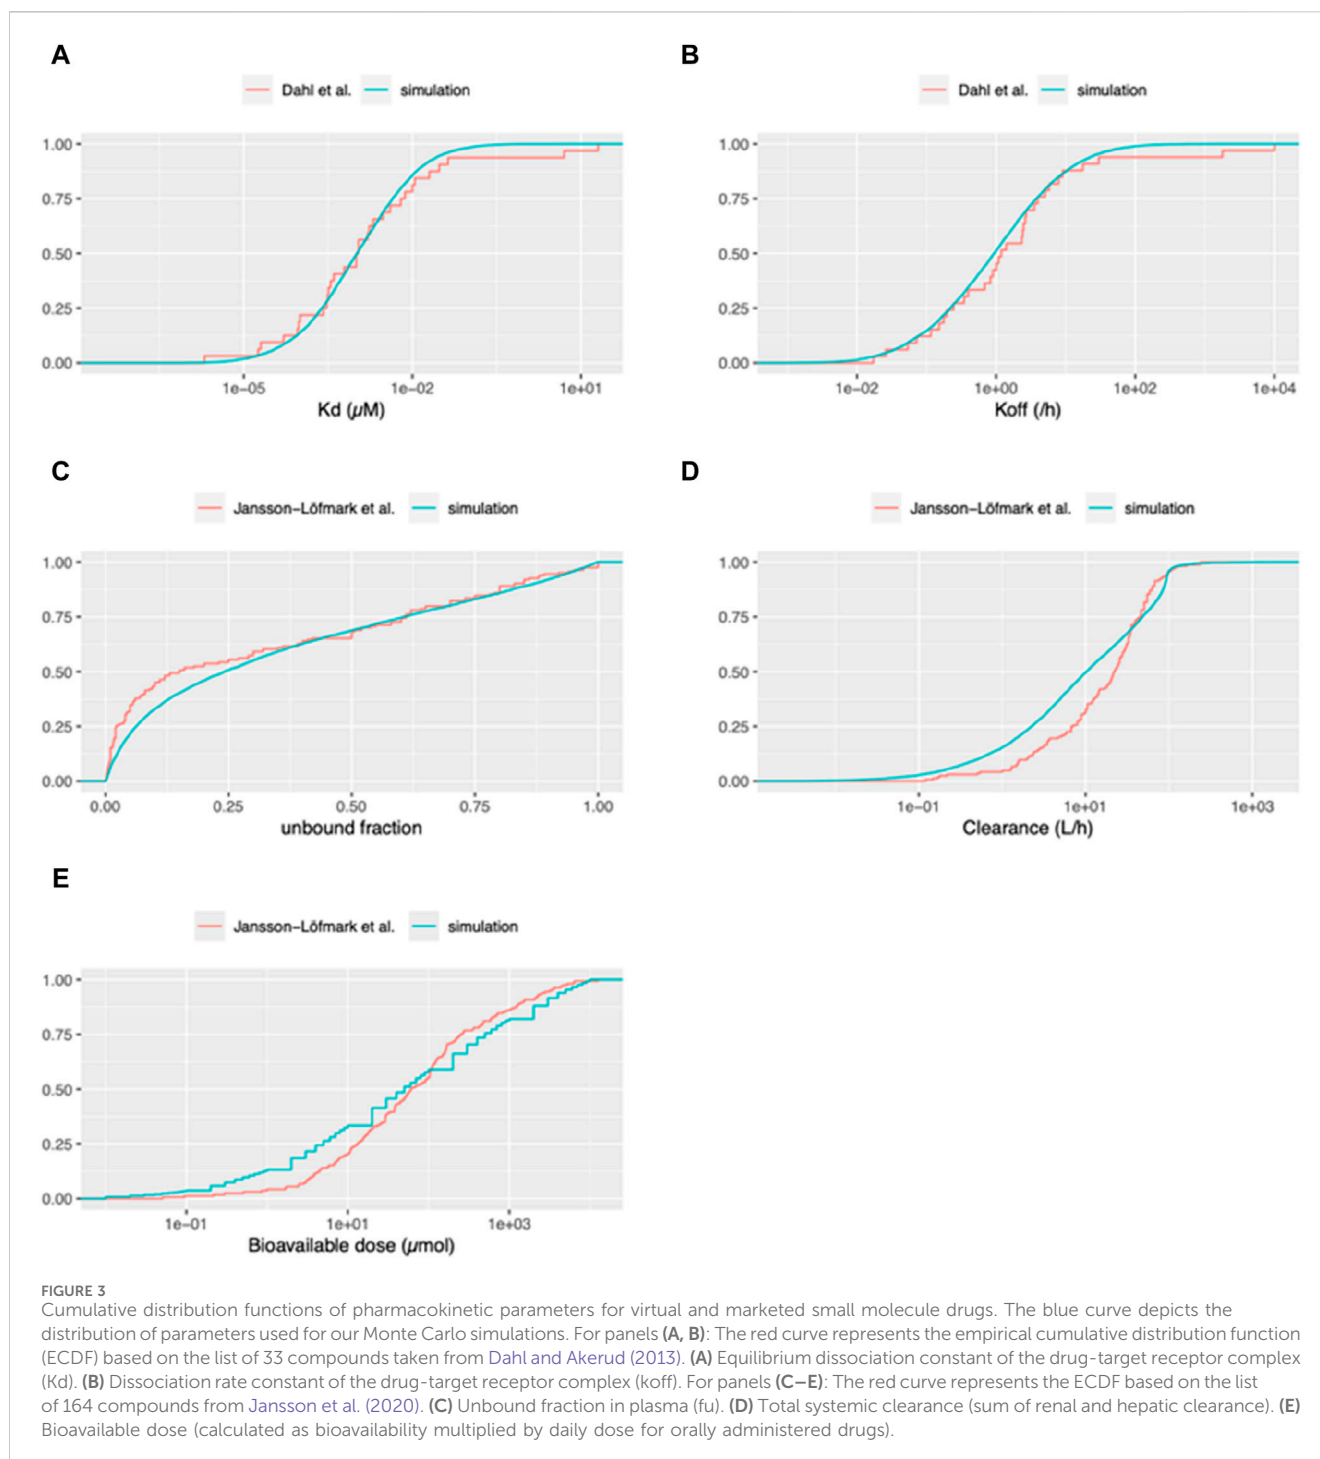 A
Dahl et al. simulation
1.00
0.75
0.50
0.25
0.00
1e−05 1e−02 1e+01
Kd (µM)
B
Dahl et al. simulation
1.00
0.75
0.50
0.25
0.00
1e−02 1e+00 1e+02 1e+04
Koff (/h)
C
Jansson−Löfmark et al. simulation
1.00
0.75
0.50
0.25
0.00
0.00 0.25 0.50 0.75 1.00
unbound fraction
D
Jansson−Löfmark et al. simulation
1.00
0.75
0.50
0.25
0.00
1e−01 1e+01 1e+03
Clearance (L/h)
E
Jansson−Löfmark et al. simulation
1.00
0.75
0.50
0.25
0.00
1e−01 1e+01 1e+03
Bioavailable dose (µmol)
FIGURE 3
Cumulative distribution functions of pharmacokinetic parameters for virtual and marketed small molecule drugs. The blue curve depicts the
distribution of parameters used for our Monte Carlo simulations. For panels (A, B): The red curve represents the empirical cumulative distribution function
(ECDF) based on the list of 33 compounds taken from Dahl and Akerud (2013). (A) Equilibrium dissociation constant of the drug-target receptor complex
(Kd). (B) Dissociation rate constant of the drug-target receptor complex (koff). For panels (C–E): The red curve represents the ECDF based on the list
of 164 compounds from Jansson et al. (2020). (C) Unbound fraction in plasma (fu). (D) Total systemic clearance (sum of renal and hepatic clearance). (E)
Bioavailable dose (calculated as bioavailability multiplied by daily dose for orally administered drugs).